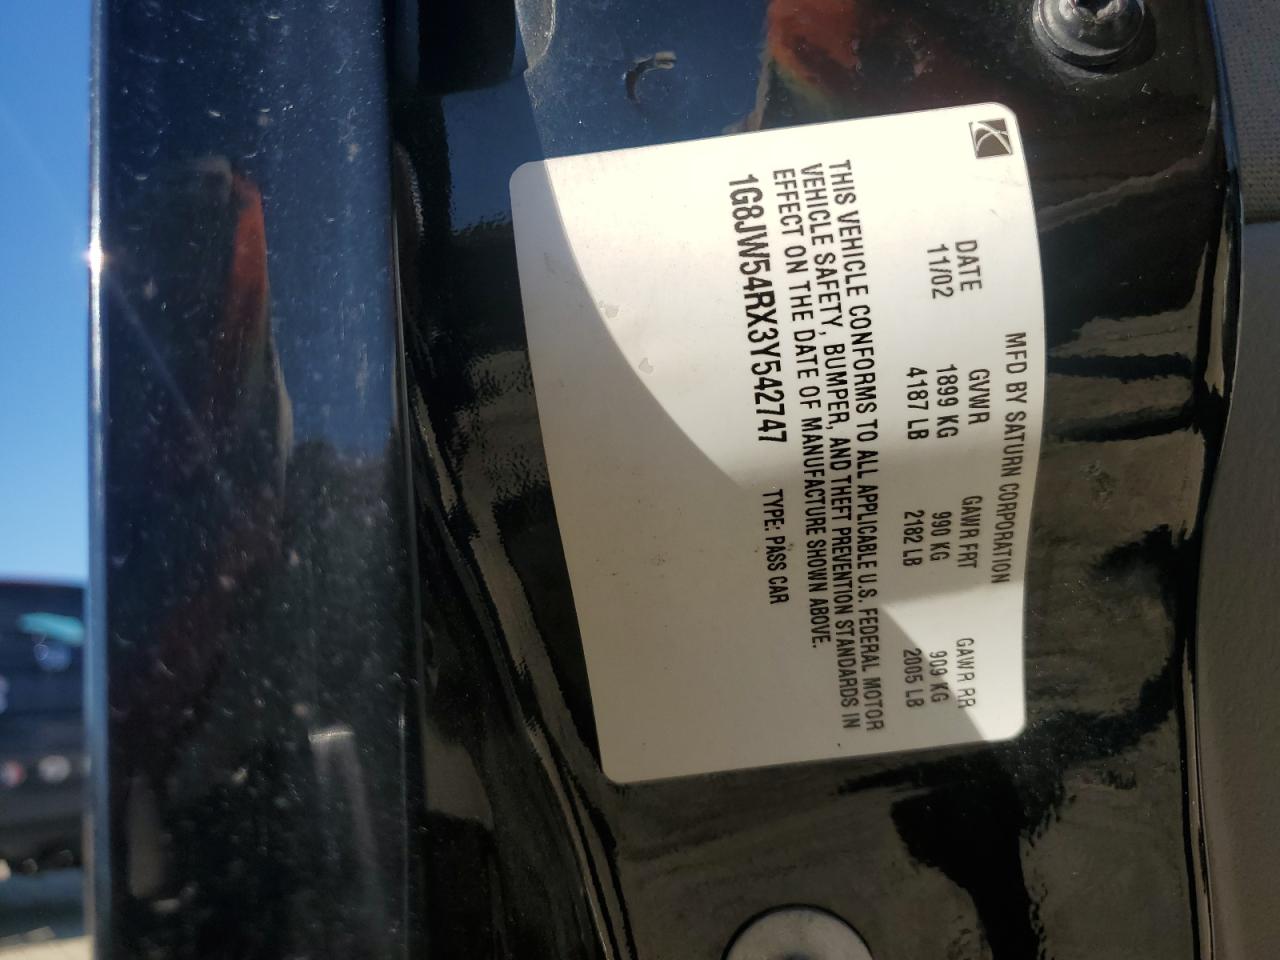 MFD BY SATURN CORPORATION
DATE GVWR GAWR FRT GAWR RR
11/02 1899 KG 990 KG 909 KG
4187 LB 2182 LB 2005 LB
THIS VEHICLE CONFORMS TO ALL APPLICABLE U.S. FEDERAL MOTOR
VEHICLE SAFETY, BUMPER, AND THEFT PREVENTION STANDARDS IN
EFFECT ON THE DATE OF MANUFACTURE SHOWN ABOVE.
1G8JW54RX3Y542747 TYPE: PASS CAR